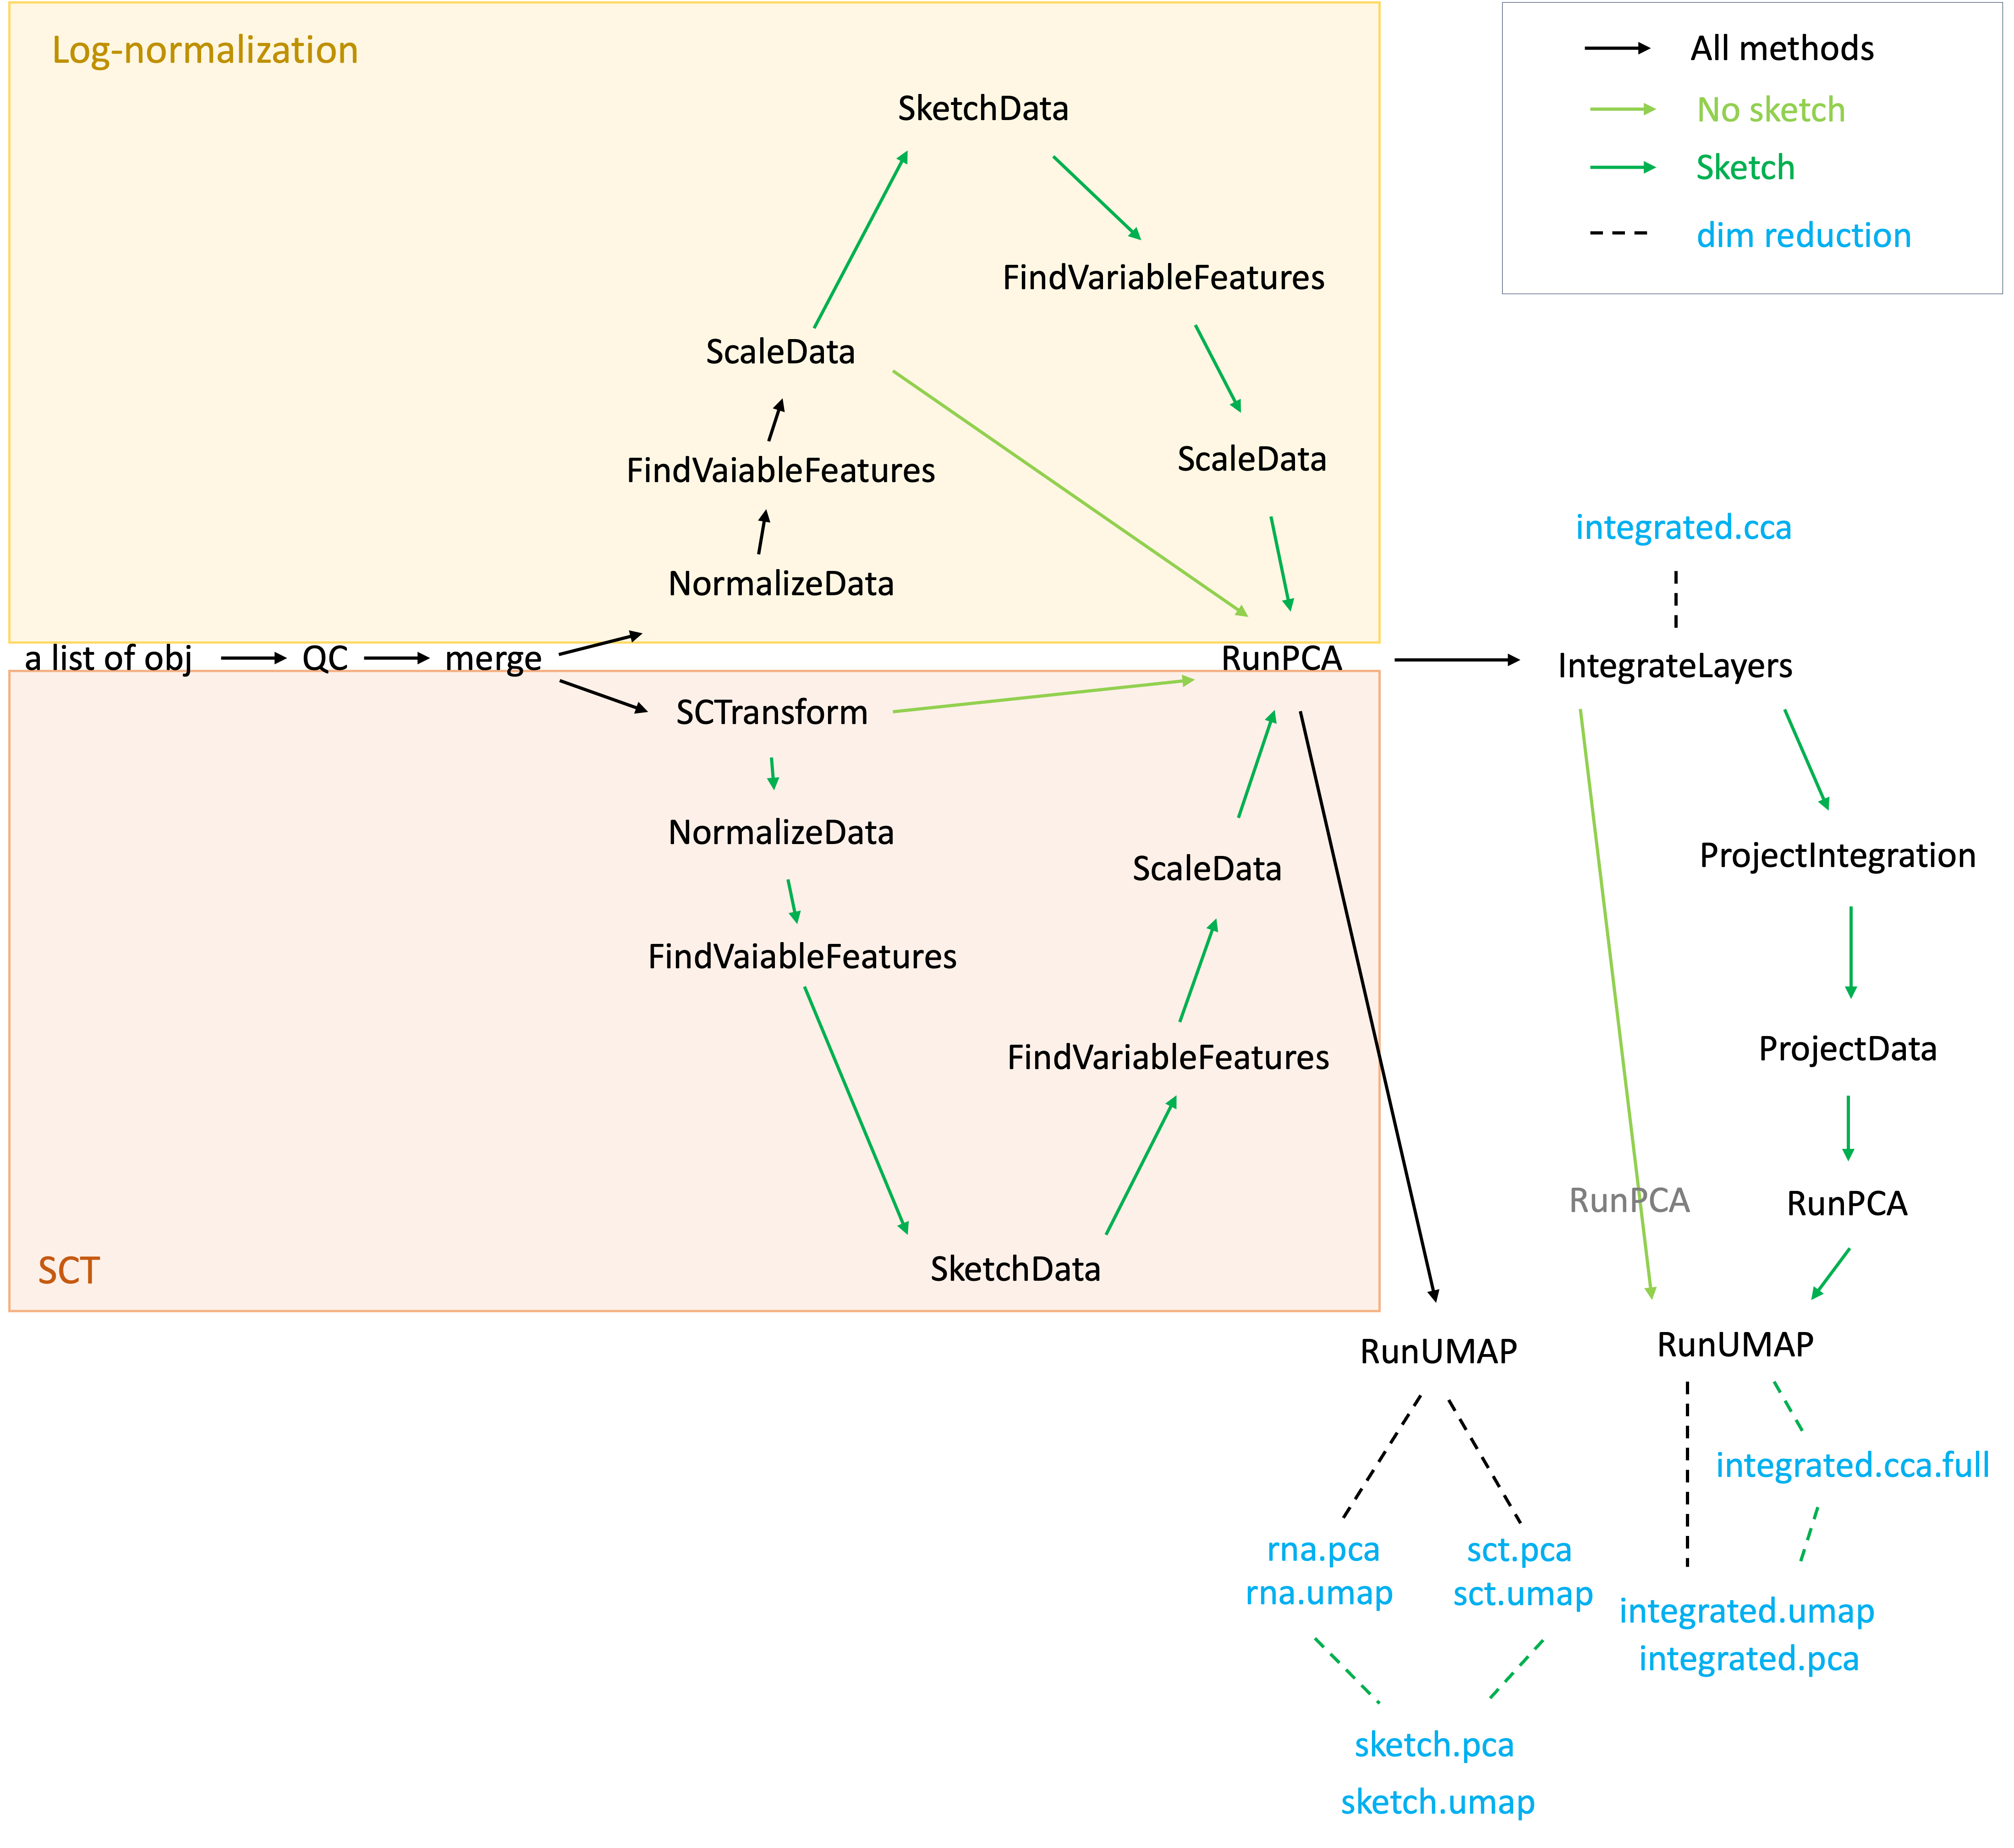 Log-normalization
All methods
No sketch
Sketch
dim reduction
SketchData
FindVariableFeatures
ScaleData
ScaleData
FindVaiableFeatures
NormalizeData
integrated.cca
a list of obj
QC
merge
RunPCA
IntegrateLayers
SCTransform
NormalizeData
ScaleData
ProjectIntegration
FindVaiableFeatures
FindVariableFeatures
ProjectData
RunPCA
RunPCA
SCT
SketchData
RunUMAP
RunUMAP
integrated.cca.full
rna.pca
rna.umap
sct.pca
sct.umap
integrated.umap
integrated.pca
sketch.pca
sketch.umap